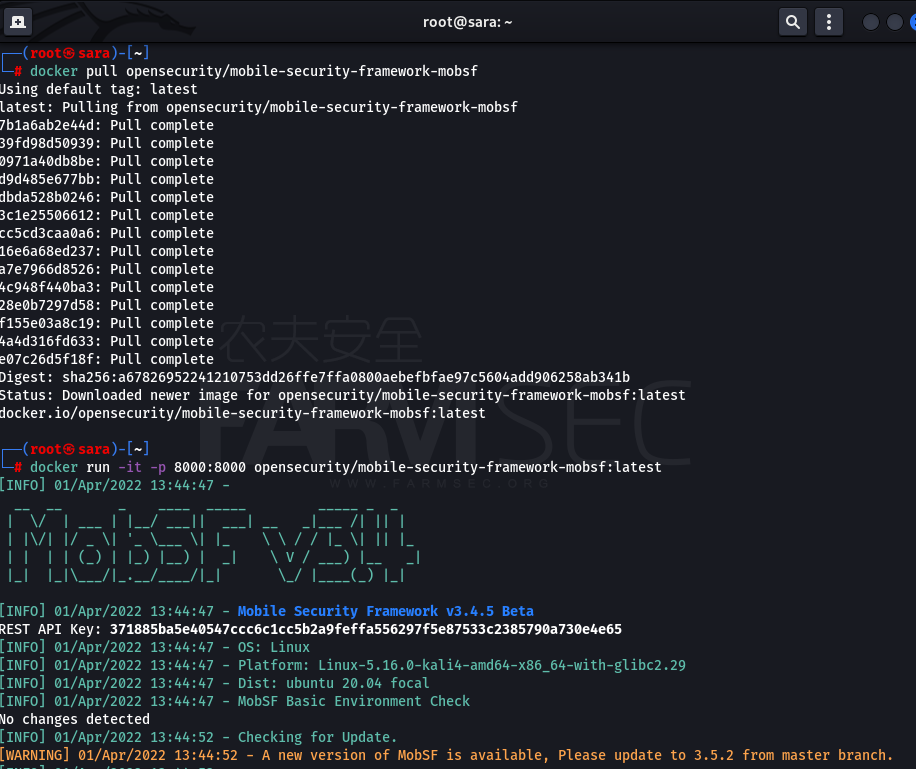 root@sara: ~
(root㉿sara)-[~]
# docker pull opensecurity/mobile-security-framework-mobsf
Using default tag: latest
latest: Pulling from opensecurity/mobile-security-framework-mobsf
7b1a6ab2e44d: Pull complete
39fd98d50939: Pull complete
0971a40db8be: Pull complete
d9d485e677bb: Pull complete
dbda528b0246: Pull complete
3c1e25506612: Pull complete
cc5cd3caa0a6: Pull complete
16e6a68ed237: Pull complete
a7e7966d8526: Pull complete
4c948f440ba3: Pull complete
28e0b7297d58: Pull complete
f155e03a8c19: Pull complete
4a4d316fd633: Pull complete
e07c26d5f18f: Pull complete
农夫安全
Digest: sha256:a67826952241210753dd26ffe7ffa0800aebefbfae97c5604add906258ab341b
Status: Downloaded newer image for opensecurity/mobile-security-framework-mobsf:latest
docker.io/opensecurity/mobile-security-framework-mobsf:latest
FARMSEC
(root㉿sara)-[~]
# docker run -it -p 8000:8000 opensecurity/mobile-security-framework-mobsf:latest
WWW.FARMSEC.ORG
[INFO] 01/Apr/2022 13:44:47 -
MobSF v3.4
[INFO] 01/Apr/2022 13:44:47 - Mobile Security Framework v3.4.5 Beta
REST API Key: 371885ba5e40547ccc6c1cc5b2a9feffa556297f5e87533c2385790a730e4e65
[INFO] 01/Apr/2022 13:44:47 - OS: Linux
[INFO] 01/Apr/2022 13:44:47 - Platform: Linux-5.16.0-kali4-amd64-x86_64-with-glibc2.29
[INFO] 01/Apr/2022 13:44:47 - Dist: ubuntu 20.04 focal
[INFO] 01/Apr/2022 13:44:47 - MobSF Basic Environment Check
No changes detected
[INFO] 01/Apr/2022 13:44:52 - Checking for Update.
[WARNING] 01/Apr/2022 13:44:52 - A new version of MobSF is available, Please update to 3.5.2 from master branch.